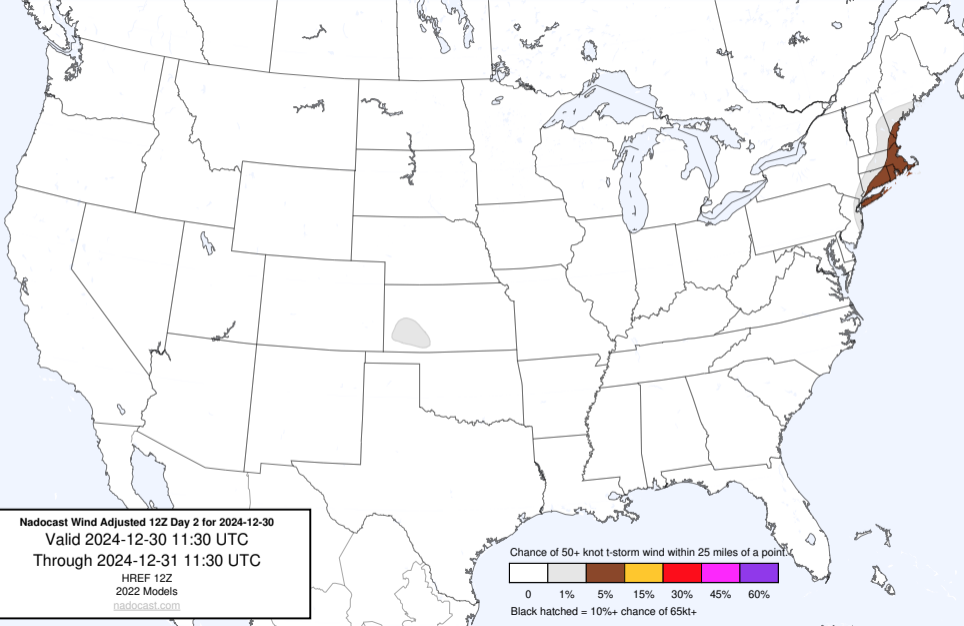 Nadocast Wind Adjusted 12Z Day 2 for 2024-12-30
Valid 2024-12-30 11:30 UTC
Through 2024-12-31 11:30 UTC
HREF 12Z
2022 Models
nadocast.com
Chance of 50+ knot t-storm wind within 25 miles of a point.
0 1% 5% 15% 30% 45% 60%
Black hatched = 10%+ chance of 65kt+